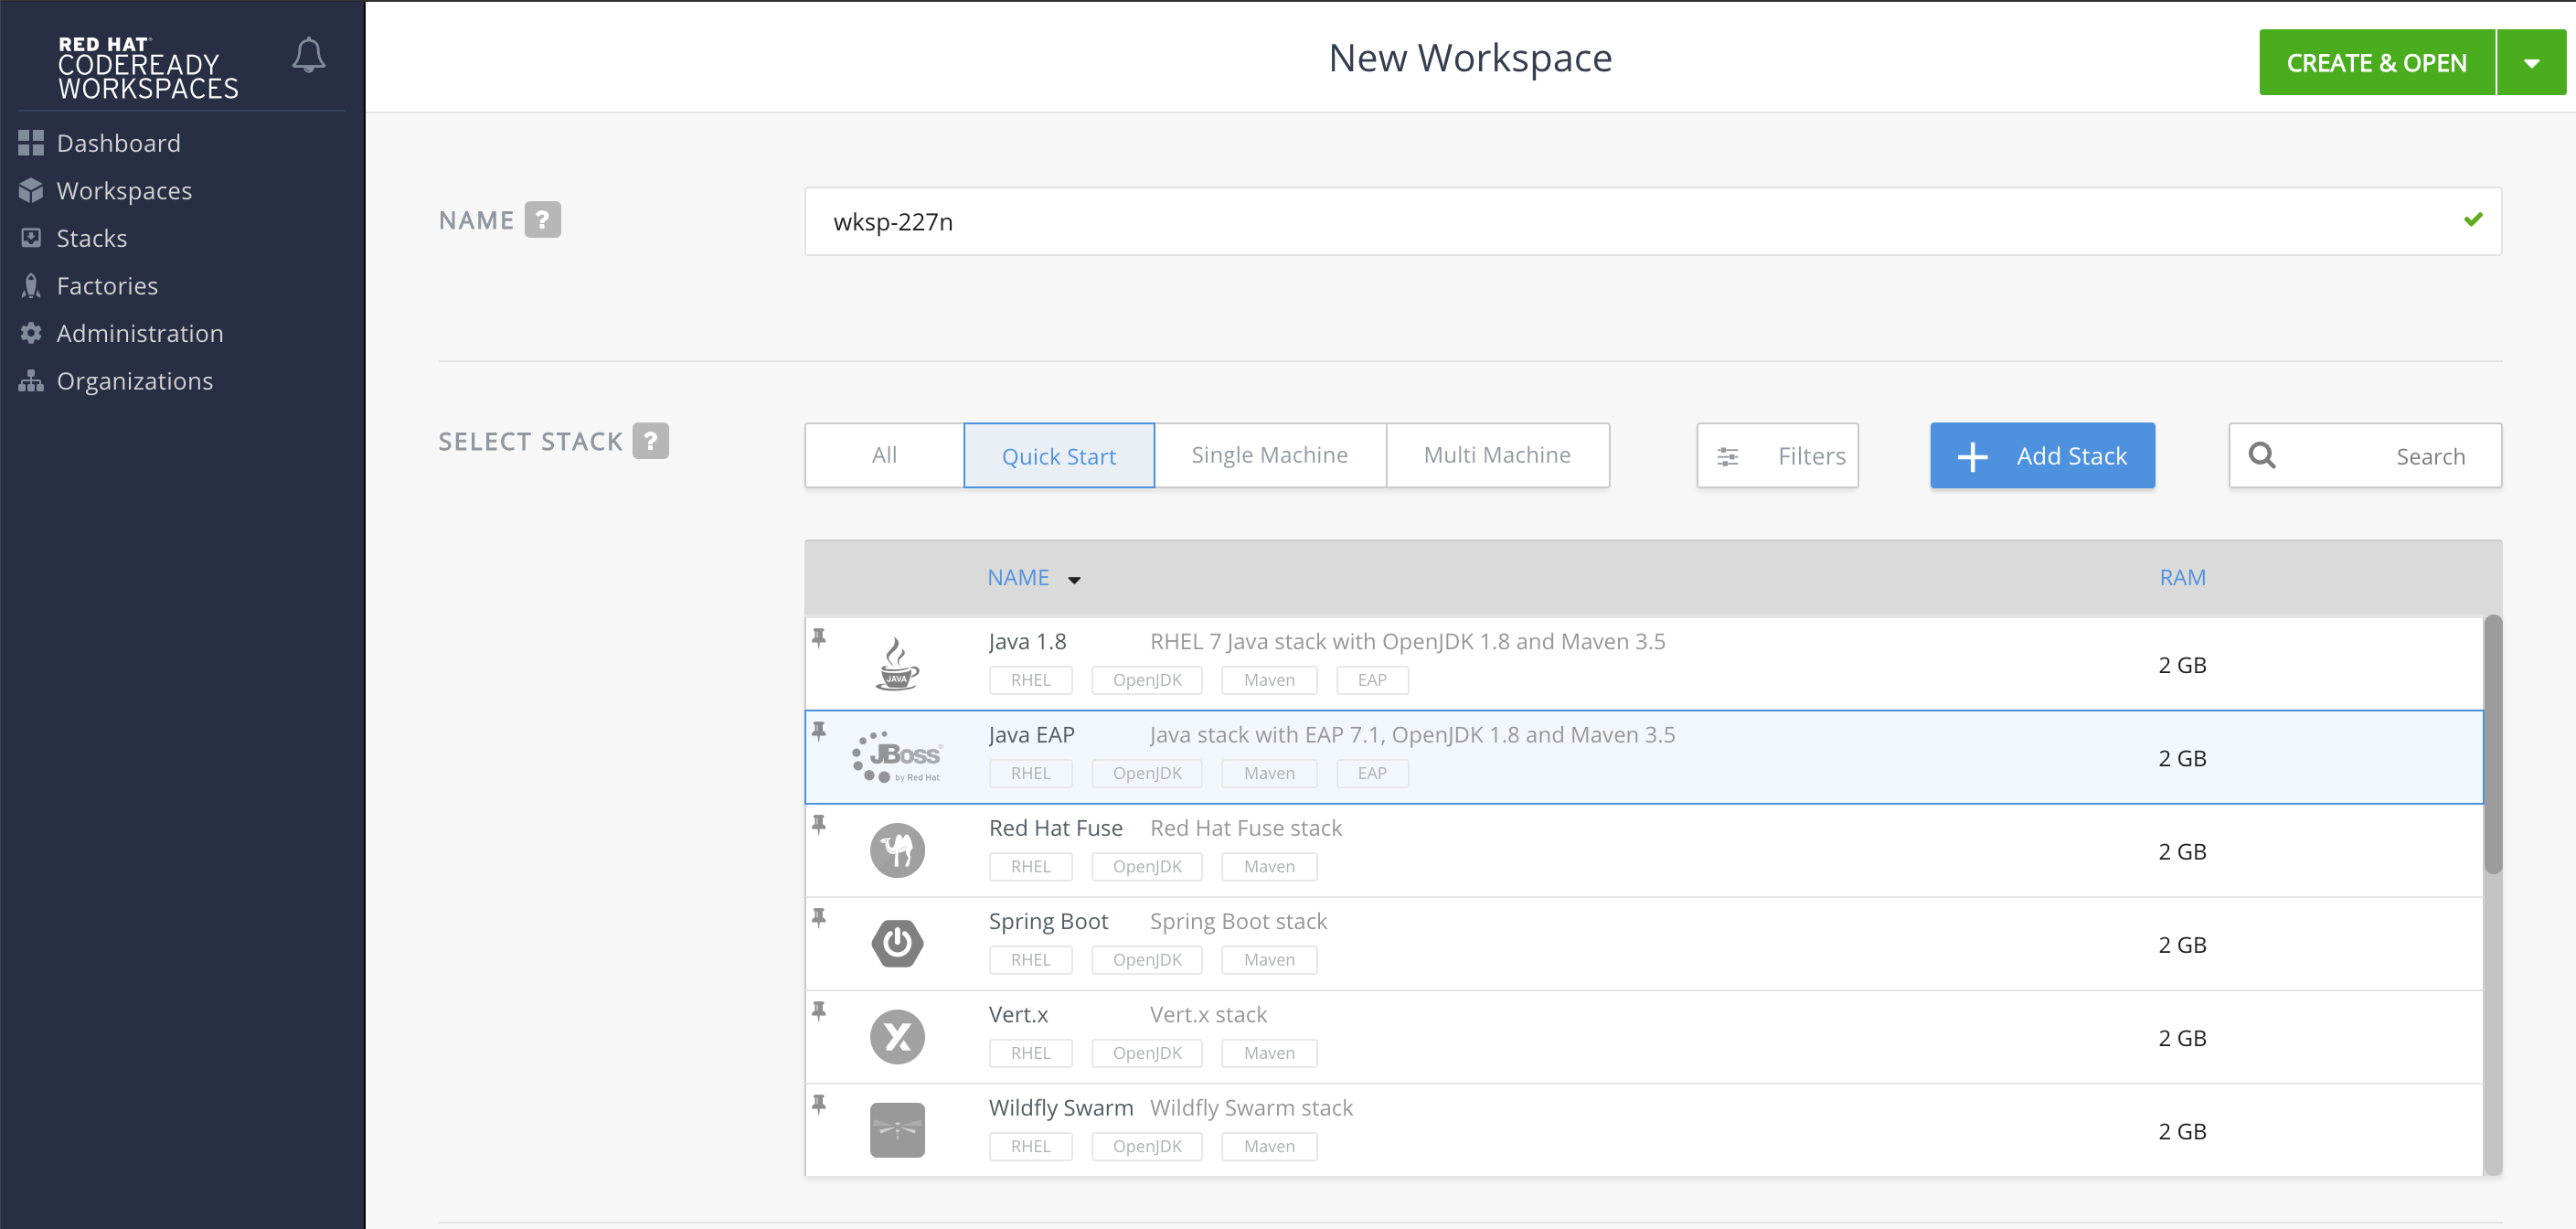 RED HAT
CODEREADY
WORKSPACES
Dashboard
Workspaces
Stacks
Factories
Administration
Organizations
New Workspace
CREATE & OPEN
NAME ?
wksp-227n
SELECT STACK ?
All
Quick Start
Single Machine
Multi Machine
Filters
Add Stack
Search
NAME
RAM
JAVA
Java 1.8
RHEL 7 Java stack with OpenJDK 1.8 and Maven 3.5
RHEL OpenJDK Maven EAP
2 GB
JBoss
by Red Hat
Java EAP
Java stack with EAP 7.1, OpenJDK 1.8 and Maven 3.5
RHEL OpenJDK Maven EAP
2 GB
Red Hat Fuse
Red Hat Fuse stack
RHEL OpenJDK Maven
2 GB
Spring Boot
Spring Boot stack
RHEL OpenJDK Maven
2 GB
Vert.x
Vert.x stack
RHEL OpenJDK Maven
2 GB
Wildfly Swarm
Wildfly Swarm stack
RHEL OpenJDK Maven
2 GB